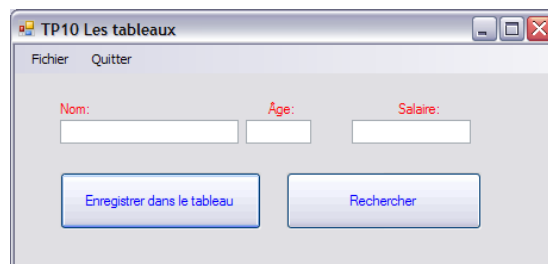 TP10 Les tableaux
Fichier Quitter
Nom: Âge: Salaire:
Enregistrer dans le tableau Rechercher